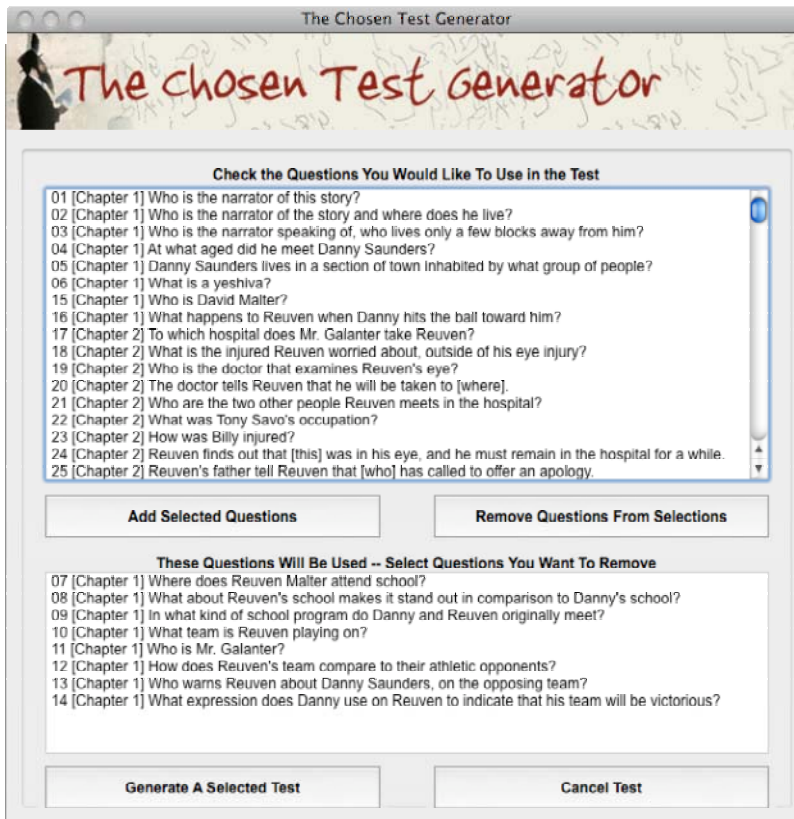 The Chosen Test Generator
The Chosen Test Generator
Check the Questions You Would Like To Use in the Test
01 [Chapter 1] Who is the narrator of this story?
02 [Chapter 1] Who is the narrator of the story and where does he live?
03 [Chapter 1] Who is the narrator speaking of, who lives only a few blocks away from him?
04 [Chapter 1] At what aged did he meet Danny Saunders?
05 [Chapter 1] Danny Saunders lives in a section of town inhabited by what group of people?
06 [Chapter 1] What is a yeshiva?
15 [Chapter 1] Who is David Malter?
16 [Chapter 1] What happens to Reuven when Danny hits the ball toward him?
17 [Chapter 2] To which hospital does Mr. Galanter take Reuven?
18 [Chapter 2] What is the injured Reuven worried about, outside of his eye injury?
19 [Chapter 2] Who is the doctor that examines Reuven's eye?
20 [Chapter 2] The doctor tells Reuven that he will be taken to [where].
21 [Chapter 2] Who are the two other people Reuven meets in the hospital?
22 [Chapter 2] What was Tony Savo's occupation?
23 [Chapter 2] How was Billy injured?
24 [Chapter 2] Reuven finds out that [this] was in his eye, and he must remain in the hospital for a while.
25 [Chapter 2] Reuven's father tell Reuven that [who] has called to offer an apology.
Add Selected Questions
Remove Questions From Selections
These Questions Will Be Used -- Select Questions You Want To Remove
07 [Chapter 1] Where does Reuven Malter attend school?
08 [Chapter 1] What about Reuven's school makes it stand out in comparison to Danny's school?
09 [Chapter 1] In what kind of school program do Danny and Reuven originally meet?
10 [Chapter 1] What team is Reuven playing on?
11 [Chapter 1] Who is Mr. Galanter?
12 [Chapter 1] How does Reuven's team compare to their athletic opponents?
13 [Chapter 1] Who warns Reuven about Danny Saunders, on the opposing team?
14 [Chapter 1] What expression does Danny use on Reuven to indicate that his team will be victorious?
Generate A Selected Test
Cancel Test